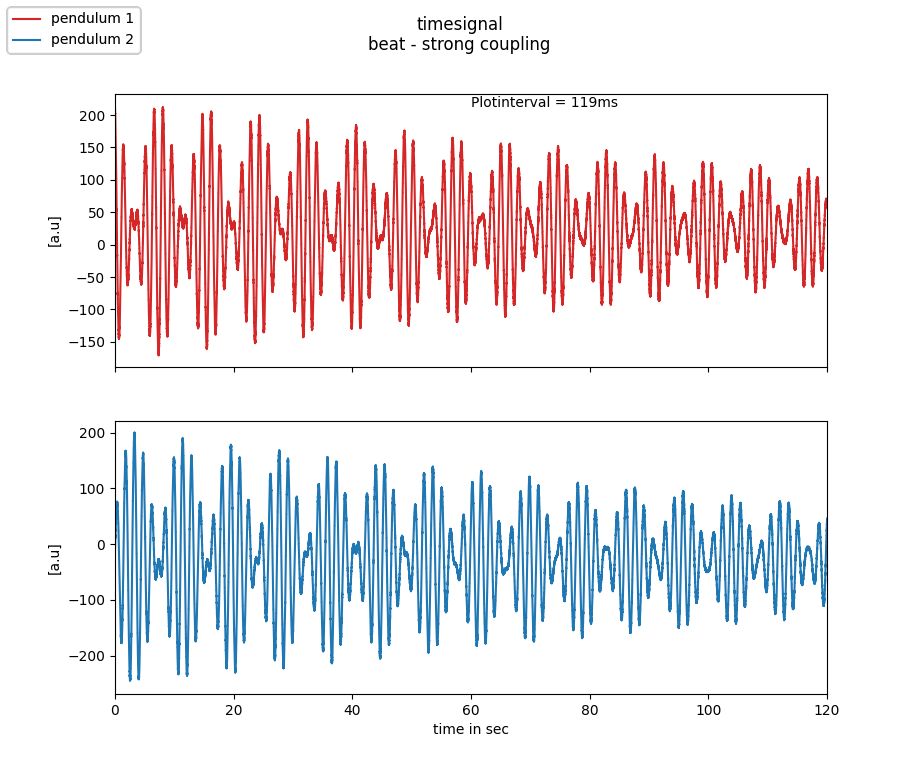 pendulum 1
pendulum 2
timesignal
beat - strong coupling
Plotinterval = 119ms
200
150
100
50
0
−50
−100
−150
[a.u]
200
100
0
−100
−200
[a.u]
0 20 40 60 80 100 120
time in sec